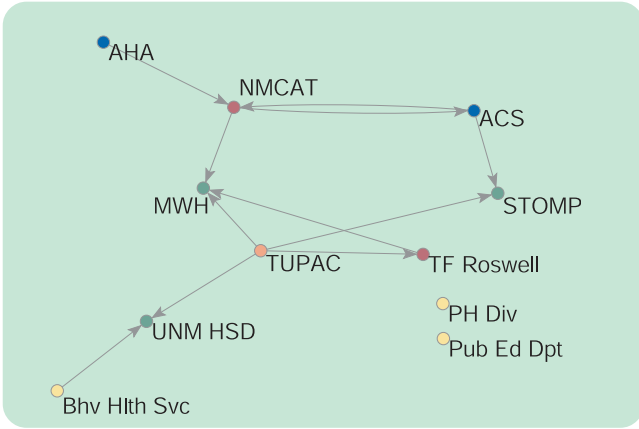 AHA
NMCAT
ACS
MWH
STOMP
TUPAC
TF Roswell
PH Div
UNM HSD
Pub Ed Dpt
Bhv Hlth Svc